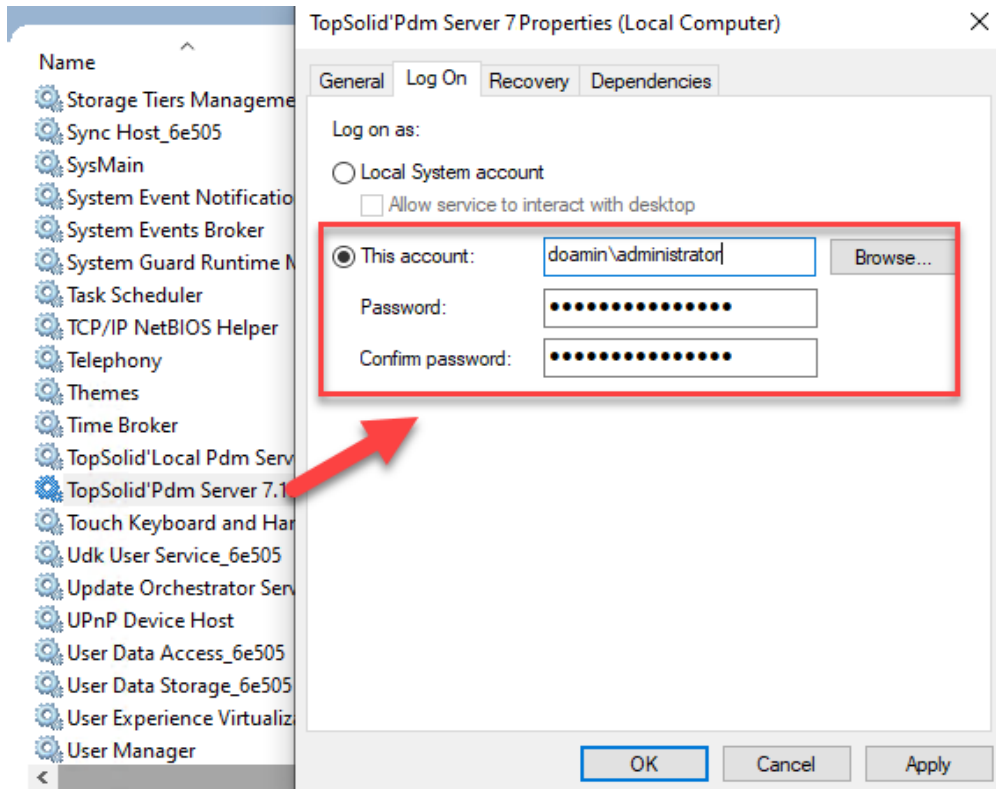 Name
Storage Tiers Manageme
Sync Host_6e505
SysMain
System Event Notificatio
System Events Broker
System Guard Runtime M
Task Scheduler
TCP/IP NetBIOS Helper
Telephony
Themes
Time Broker
TopSolid'Local Pdm Serv
TopSolid'Pdm Server 7.1
Touch Keyboard and Har
Udk User Service_6e505
Update Orchestrator Serv
UPnP Device Host
User Data Access_6e505
User Data Storage_6e505
User Experience Virtualiz
User Manager
TopSolid'Pdm Server 7 Properties (Local Computer)
General Log On Recovery Dependencies
Log on as:
Local System account
Allow service to interact with desktop
This account: doamin\administrator Browse...
Password: ●●●●●●●●●●●●●●●
Confirm password: ●●●●●●●●●●●●●●●
OK Cancel Apply